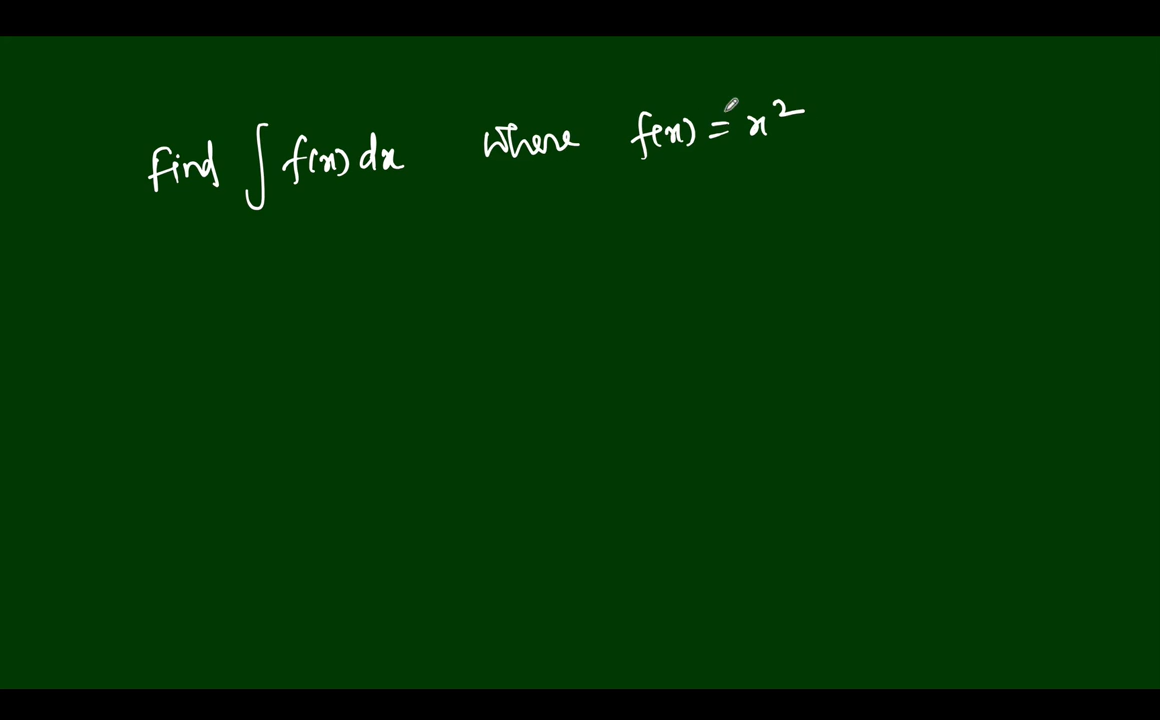 Find ∫ f(x) dx where f(x) = x²